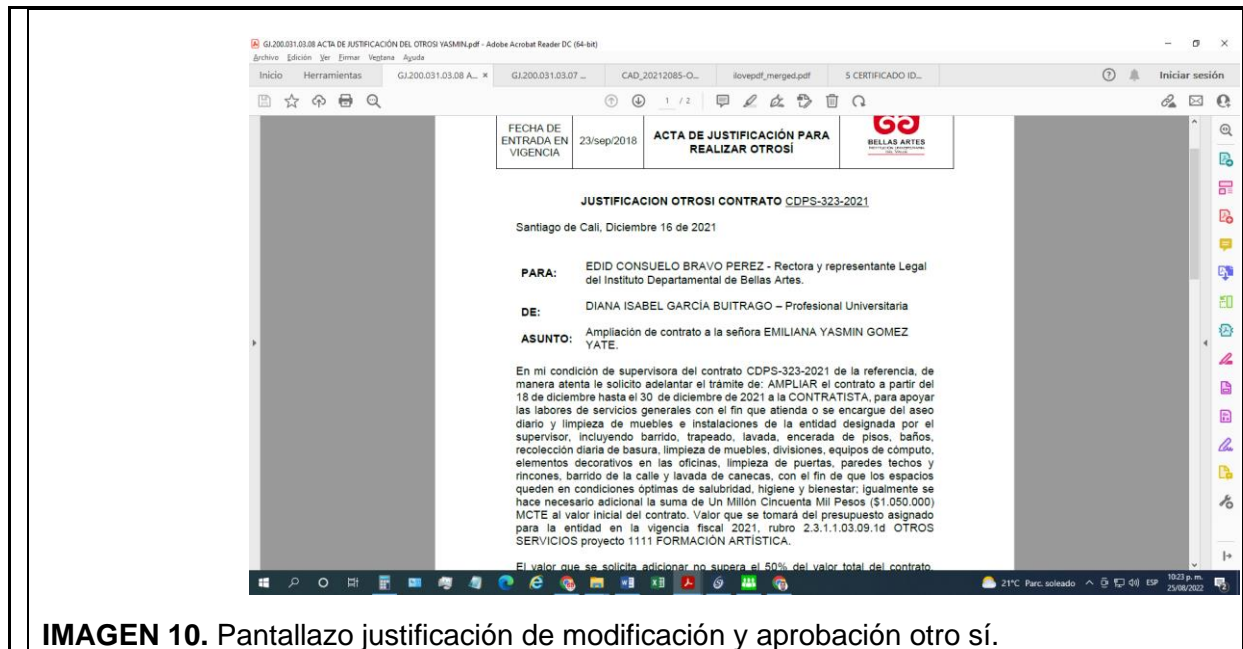 GJ.200.031.03.08 ACTA DE JUSTIFICACIÓN DEL OTROSI YASMIN.pdf - Adobe Acrobat Reader DC (64-bit)
Archivo Edición Ver Firmar Ventana Ayuda
Inicio Herramientas GJ.200.031.03.08 A... × GJ.200.031.03.07 ... CAD_20212085-O... ilovepdf_merged.pdf 5 CERTIFICADO ID... Iniciar sesión
1 / 2
FECHA DE
ENTRADA EN
VIGENCIA
23/sep/2018
ACTA DE JUSTIFICACIÓN PARA
REALIZAR OTROSÍ
BELLAS ARTES
JUSTIFICACION OTROSI CONTRATO CDPS-323-2021
Santiago de Cali, Diciembre 16 de 2021
PARA: EDID CONSUELO BRAVO PEREZ - Rectora y representante Legal
del Instituto Departamental de Bellas Artes.
DE: DIANA ISABEL GARCÍA BUITRAGO – Profesional Universitaria
ASUNTO: Ampliación de contrato a la señora EMILIANA YASMIN GOMEZ
YATE.
En mi condición de supervisora del contrato CDPS-323-2021 de la referencia, de
manera atenta le solicito adelantar el trámite de: AMPLIAR el contrato a partir del
18 de diciembre hasta el 30 de diciembre de 2021 a la CONTRATISTA, para apoyar
las labores de servicios generales con el fin que atienda o se encargue del aseo
diario y limpieza de muebles e instalaciones de la entidad designada por el
supervisor, incluyendo barrido, trapeado, lavada, encerada de pisos, baños,
recolección diaria de basura, limpieza de muebles, divisiones, equipos de cómputo,
elementos decorativos en las oficinas, limpieza de puertas, paredes techos y
rincones, barrido de la calle y lavada de canecas, con el fin de que los espacios
queden en condiciones óptimas de salubridad, higiene y bienestar; igualmente se
hace necesario adicional la suma de Un Millón Cincuenta Mil Pesos ($1.050.000)
MCTE al valor inicial del contrato. Valor que se tomará del presupuesto asignado
para la entidad en la vigencia fiscal 2021, rubro 2.3.1.1.03.09.1d OTROS
SERVICIOS proyecto 1111 FORMACIÓN ARTÍSTICA.
El valor que se solicita adicionar no supera el 50% del valor total del contrato,
21°C Parc. soleado ESP 10:23 p. m.
25/08/2022
IMAGEN 10. Pantallazo justificación de modificación y aprobación otro sí.